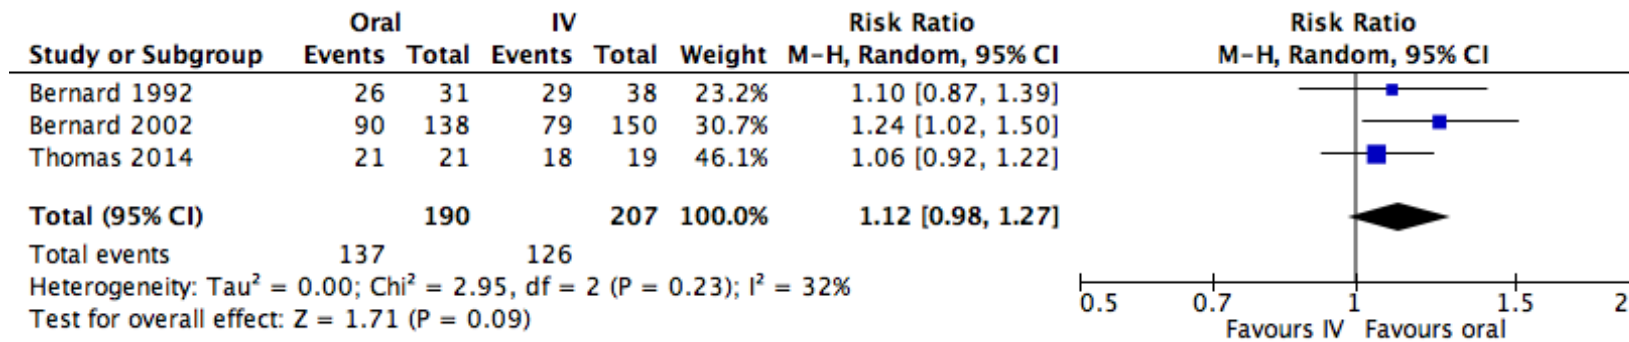 Oral IV Risk Ratio Risk Ratio
Study or Subgroup Events Total Events Total Weight M-H, Random, 95% CI M-H, Random, 95% CI
Bernard 1992 26 31 29 38 23.2% 1.10 [0.87, 1.39]
Bernard 2002 90 138 79 150 30.7% 1.24 [1.02, 1.50]
Thomas 2014 21 21 18 19 46.1% 1.06 [0.92, 1.22]
Total (95% CI) 190 207 100.0% 1.12 [0.98, 1.27]
Total events 137 126
Heterogeneity: Tau² = 0.00; Chi² = 2.95, df = 2 (P = 0.23); I² = 32%
Test for overall effect: Z = 1.71 (P = 0.09)
0.5 0.7 1 1.5 2
Favours IV Favours oral